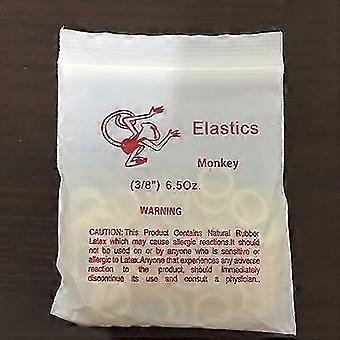 Elastics
Monkey
(3/8") 6.5Oz.
WARNING
CAUTION:This Product Contains Natural Rubber
Latex which may cause allergic reactions.It should
not be used on or by anyone who is sensitive or
allergic to Latex.Anyone that experiences any adverse
reaction to the product, should immediately
discontinue its use and consult a physician..